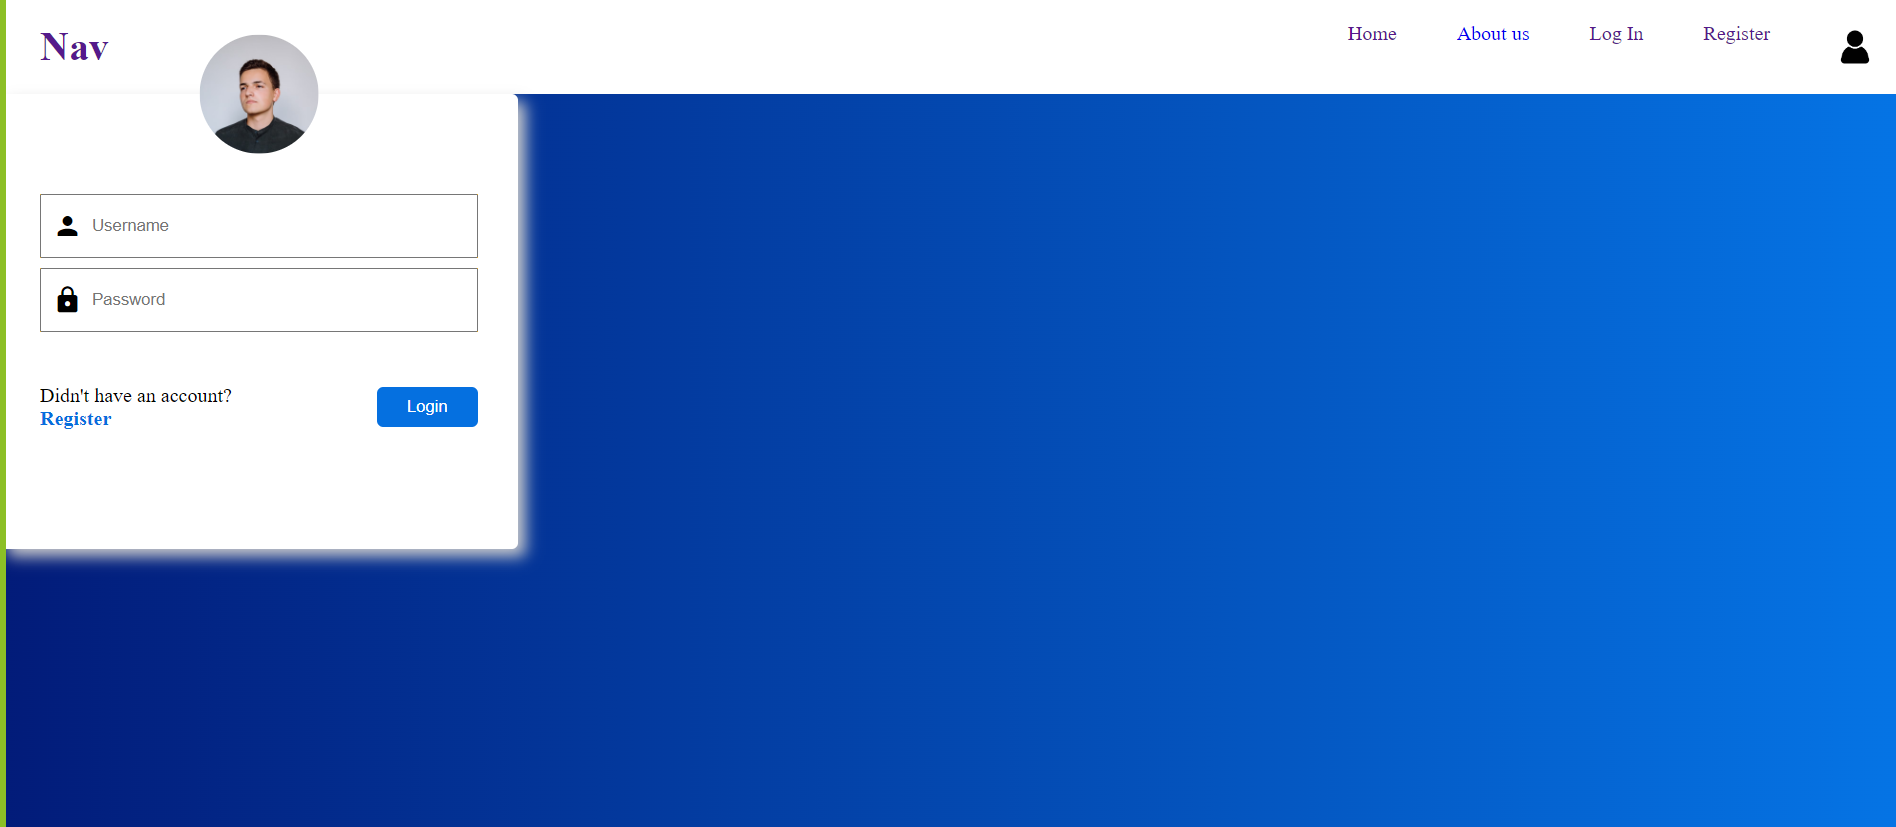 Nav
Home
About us
Log In
Register
Username
Password
Didn't have an account?
Register
Login